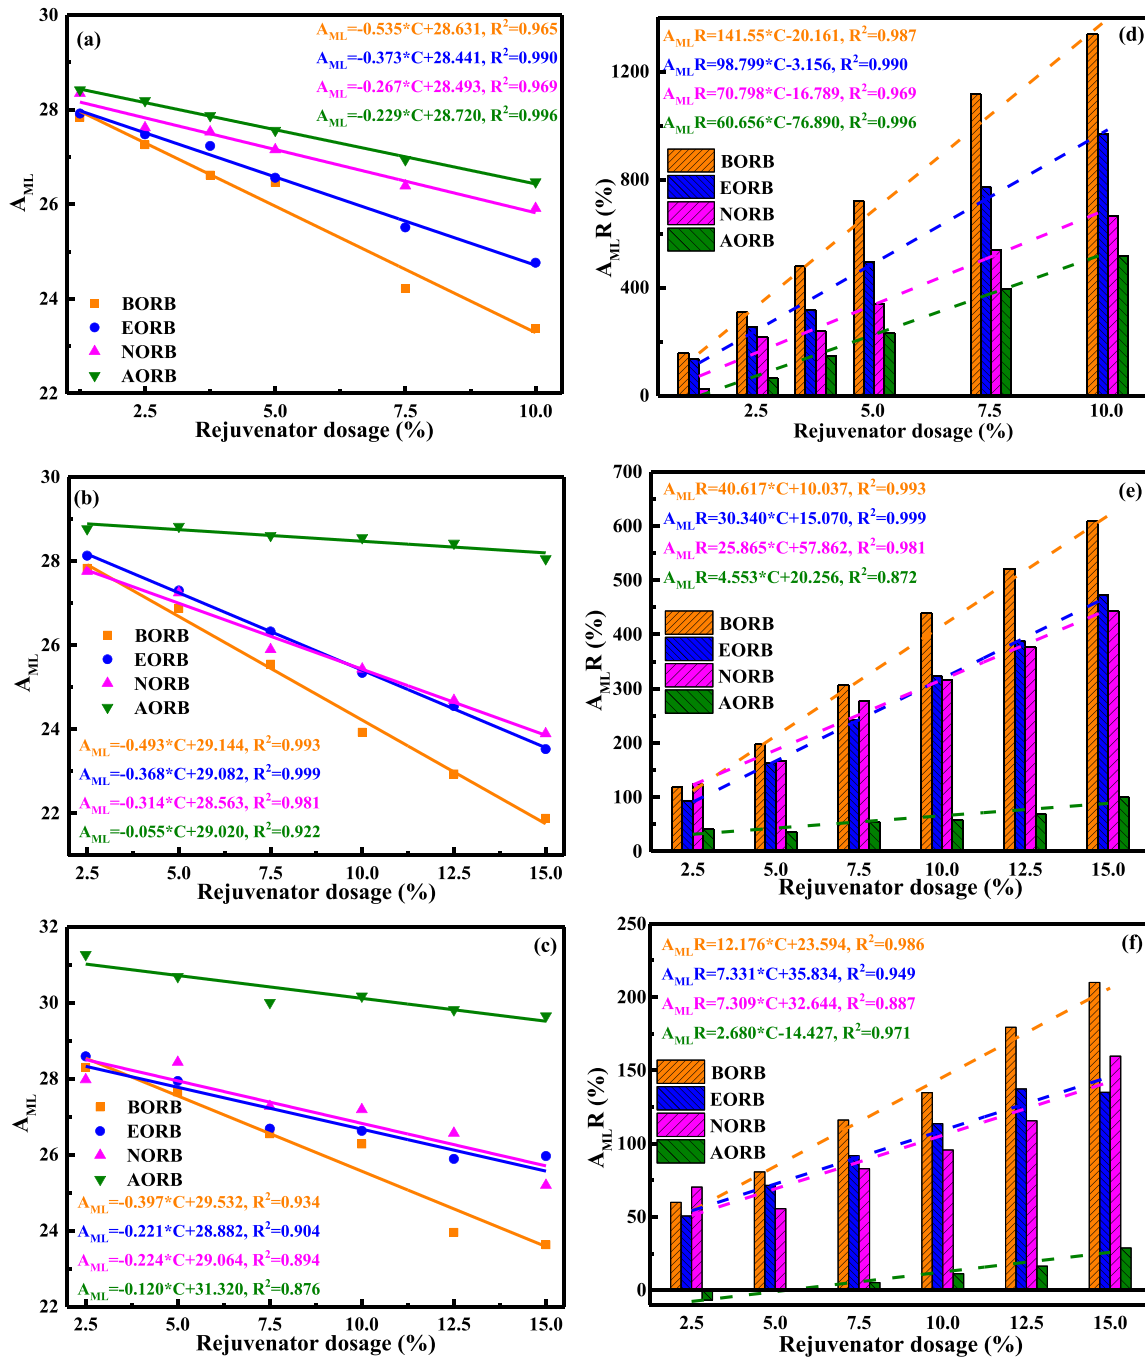 (a)
A_ML=-0.535*C+28.631, R²=0.965
A_ML=-0.373*C+28.441, R²=0.990
A_ML=-0.267*C+28.493, R²=0.969
A_ML=-0.229*C+28.720, R²=0.996
30
28
26
24
22
A_ML
BORB
EORB
NORB
AORB
2.5 5.0 7.5 10.0
Rejuvenator dosage (%)
(d)
A_MLR=141.55*C-20.161, R²=0.987
A_MLR=98.799*C-3.156, R²=0.990
A_MLR=70.798*C-16.789, R²=0.969
A_MLR=60.656*C-76.890, R²=0.996
1200
800
400
0
A_MLR (%)
BORB
EORB
NORB
AORB
2.5 5.0 7.5 10.0
Rejuvenator dosage (%)
(b)
30
28
26
24
22
A_ML
BORB
EORB
NORB
AORB
A_ML=-0.493*C+29.144, R²=0.993
A_ML=-0.368*C+29.082, R²=0.999
A_ML=-0.314*C+28.563, R²=0.981
A_ML=-0.055*C+29.020, R²=0.922
2.5 5.0 7.5 10.0 12.5 15.0
Rejuvenator dosage (%)
(e)
A_MLR=40.617*C+10.037, R²=0.993
A_MLR=30.340*C+15.070, R²=0.999
A_MLR=25.865*C+57.862, R²=0.981
A_MLR=4.553*C+20.256, R²=0.872
700
600
500
400
300
200
100
0
A_MLR (%)
BORB
EORB
NORB
AORB
2.5 5.0 7.5 10.0 12.5 15.0
Rejuvenator dosage (%)
(c)
32
30
28
26
24
22
A_ML
BORB
EORB
NORB
AORB
A_ML=-0.397*C+29.532, R²=0.934
A_ML=-0.221*C+28.882, R²=0.904
A_ML=-0.224*C+29.064, R²=0.894
A_ML=-0.120*C+31.320, R²=0.876
2.5 5.0 7.5 10.0 12.5 15.0
Rejuvenator dosage (%)
(f)
A_MLR=12.176*C+23.594, R²=0.986
A_MLR=7.331*C+35.834, R²=0.949
A_MLR=7.309*C+32.644, R²=0.887
A_MLR=2.680*C-14.427, R²=0.971
250
200
150
100
50
0
A_MLR (%)
BORB
EORB
NORB
AORB
2.5 5.0 7.5 10.0 12.5 15.0
Rejuvenator dosage (%)